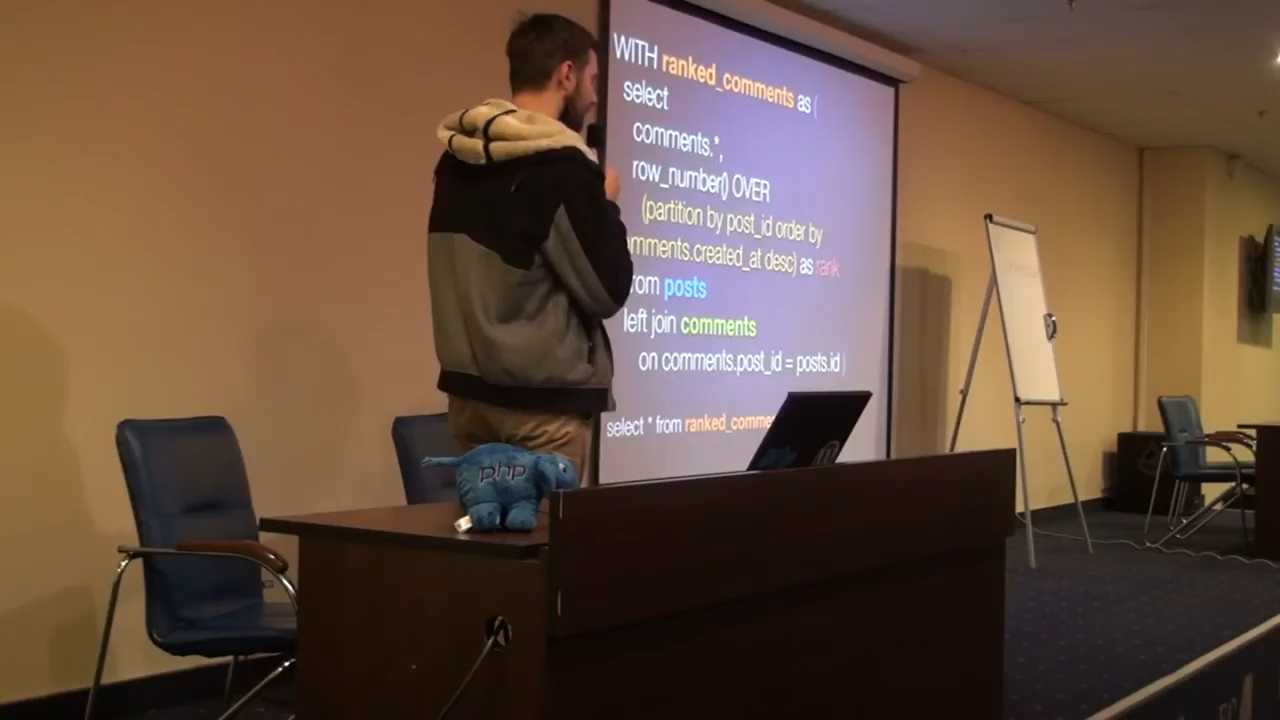 WITH ranked_comments as (
select
comments.*,
row_number() OVER
(partition by post_id order by
omments.created_at desc) as rank
rom posts
left join comments
on comments.post_id = posts.id )
select * from ranked_comme
php